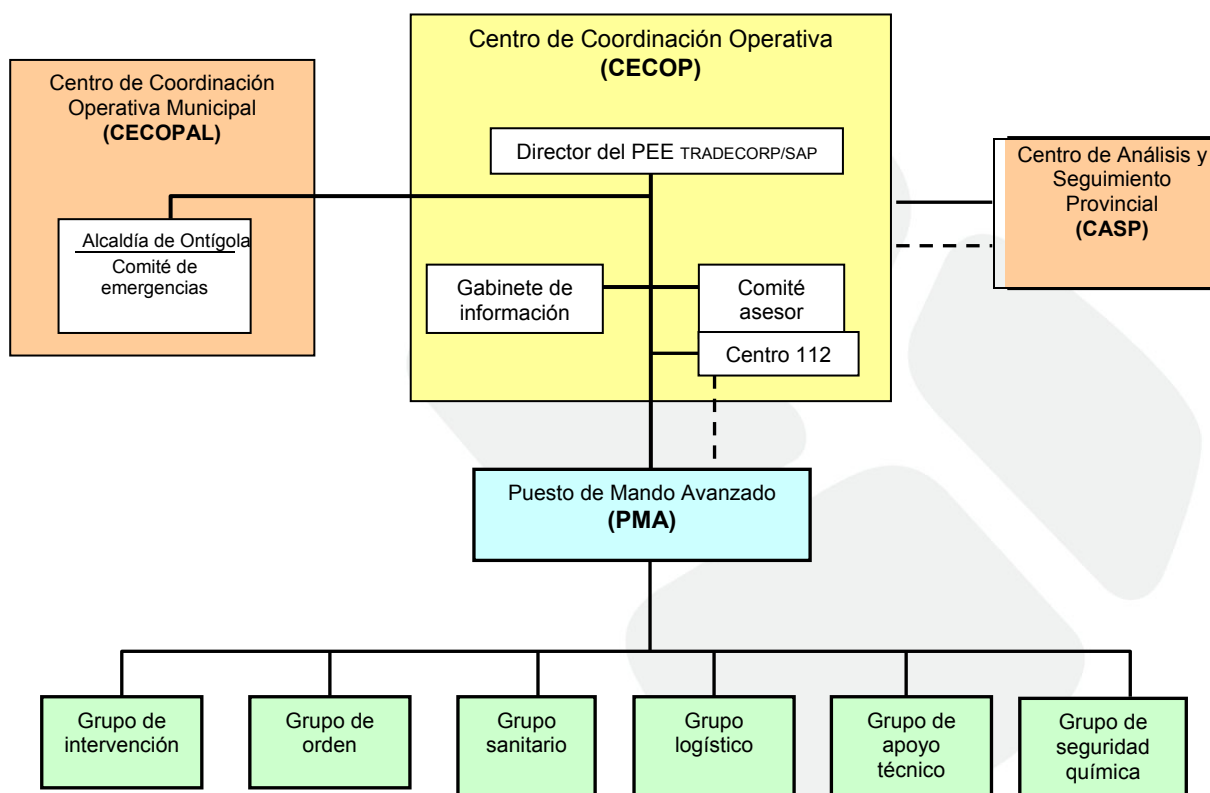 Centro de Coordinación Operativa
(CECOP)
Centro de Coordinación
Operativa Municipal
(CECOPAL)
Director del PEE TRADECORP/SAP
Centro de Análisis y
Seguimiento
Provincial
(CASP)
Alcaldía de Ontígola
Comité de
emergencias
Gabinete de
información
Comité
asesor
Centro 112
Puesto de Mando Avanzado
(PMA)
Grupo de
intervención
Grupo de
orden
Grupo
sanitario
Grupo
logístico
Grupo de
apoyo
técnico
Grupo de
seguridad
química